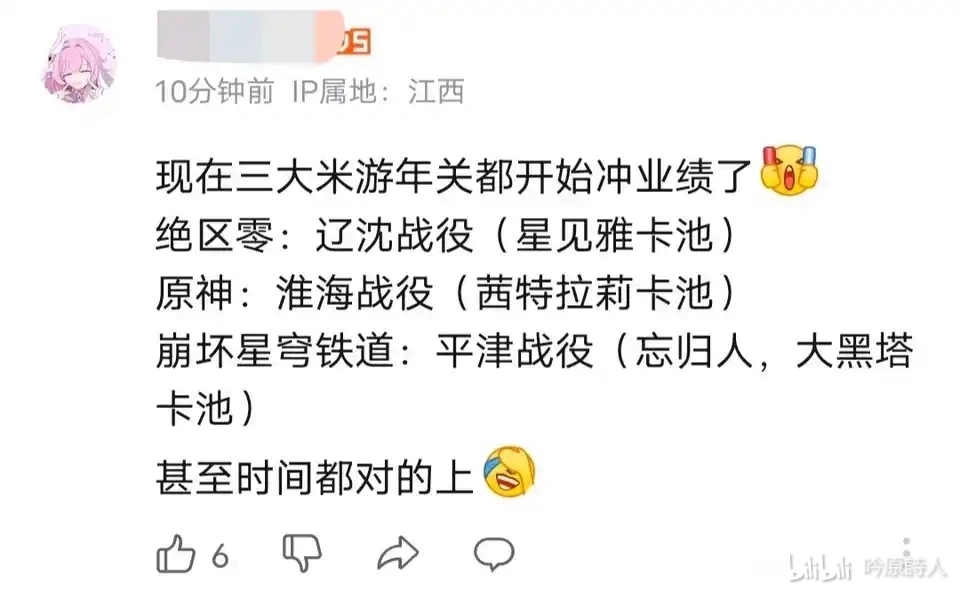 10分钟前 IP属地：江西
现在三大米游年关都开始冲业绩了
绝区零：辽沈战役（星见雅卡池）
原神：淮海战役（茜特拉莉卡池）
崩坏星穹铁道：平津战役（忘归人，大黑塔
卡池）
甚至时间都对的上
6
bilibili 吟原詩人